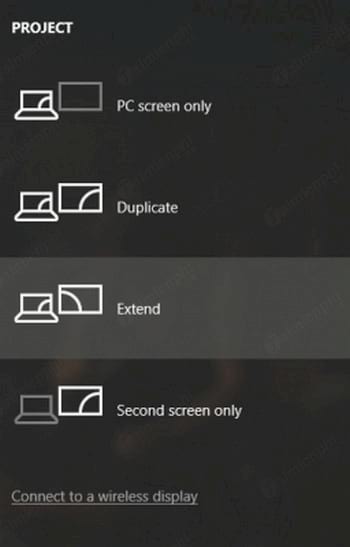 PROJECT
PC screen only
Duplicate
Extend
Second screen only
Connect to a wireless display